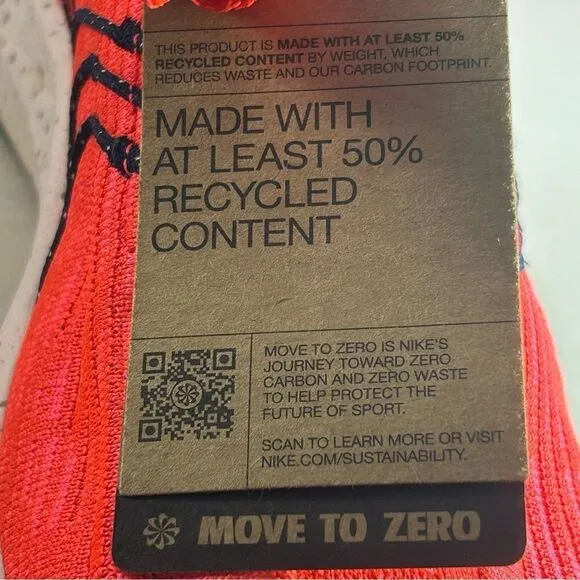 THIS PRODUCT IS MADE WITH AT LEAST 50%
RECYCLED CONTENT BY WEIGHT, WHICH
REDUCES WASTE AND OUR CARBON FOOTPRINT.
MADE WITH
AT LEAST 50%
RECYCLED
CONTENT
MOVE TO ZERO IS NIKE'S
JOURNEY TOWARD ZERO
CARBON AND ZERO WASTE
TO HELP PROTECT THE
FUTURE OF SPORT.
SCAN TO LEARN MORE OR VISIT
NIKE.COM/SUSTAINABILITY.
MOVE TO ZERO